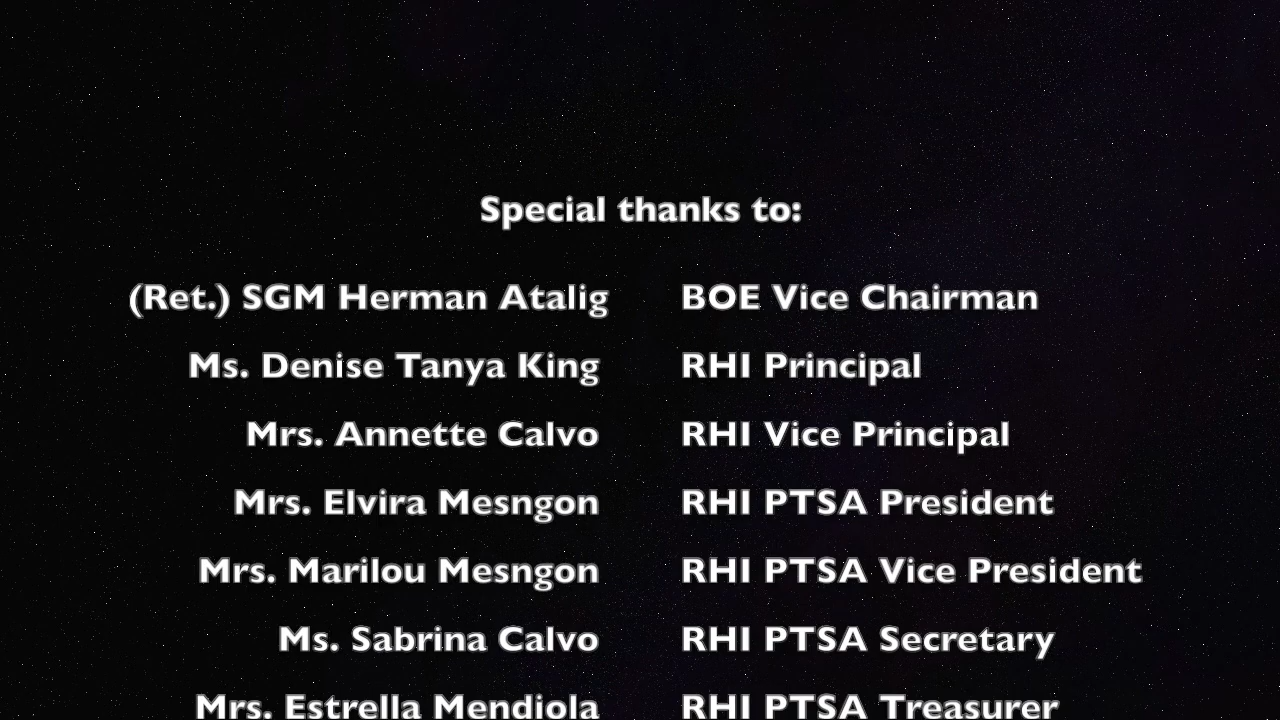 Special thanks to:
(Ret.) SGM Herman Atalig BOE Vice Chairman
Ms. Denise Tanya King RHI Principal
Mrs. Annette Calvo RHI Vice Principal
Mrs. Elvira Mesngon RHI PTSA President
Mrs. Marilou Mesngon RHI PTSA Vice President
Ms. Sabrina Calvo RHI PTSA Secretary
Mrs. Estrella Mendiola RHI PTSA Treasurer